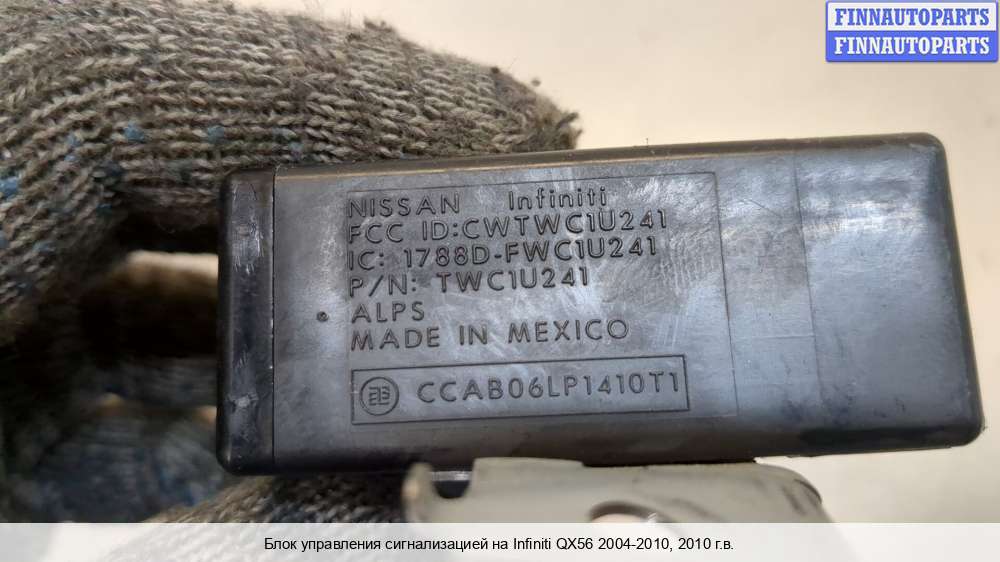 FINNAUTOPARTS
FINNAUTOPARTS
NISSAN Infiniti
FCC ID:CWTWC1U241
IC: 1788D-FWC1U241
P/N: TWC1U241
ALPS
MADE IN MEXICO
CCAB06LP1410T1
Блок управления сигнализацией на Infiniti QX56 2004-2010, 2010 г.в.